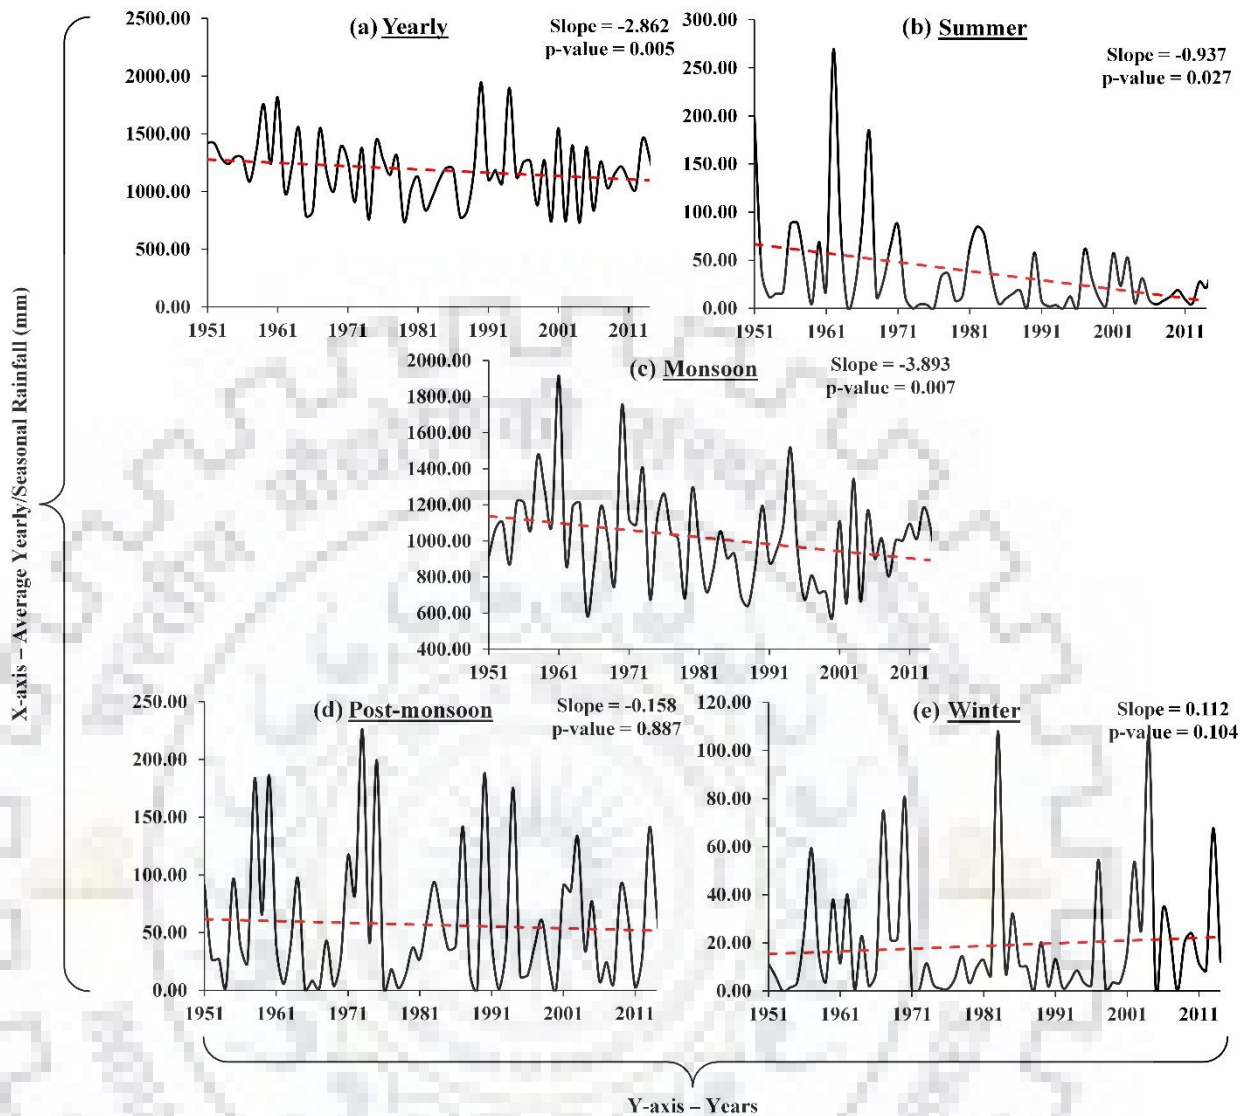 (a) Yearly
Slope = -2.862
p-value = 0.005
2500.00
2000.00
1500.00
1000.00
500.00
0.00
1951 1961 1971 1981 1991 2001 2011
(b) Summer
Slope = -0.937
p-value = 0.027
300.00
250.00
200.00
150.00
100.00
50.00
0.00
1951 1961 1971 1981 1991 2001 2011
(c) Monsoon
Slope = -3.893
p-value = 0.007
2000.00
1800.00
1600.00
1400.00
1200.00
1000.00
800.00
600.00
400.00
1951 1961 1971 1981 1991 2001 2011
(d) Post-monsoon
Slope = -0.158
p-value = 0.887
250.00
200.00
150.00
100.00
50.00
0.00
1951 1961 1971 1981 1991 2001 2011
(e) Winter
Slope = 0.112
p-value = 0.104
120.00
100.00
80.00
60.00
40.00
20.00
0.00
1951 1961 1971 1981 1991 2001 2011
X-axis – Average Yearly/Seasonal Rainfall (mm)
Y-axis – Years